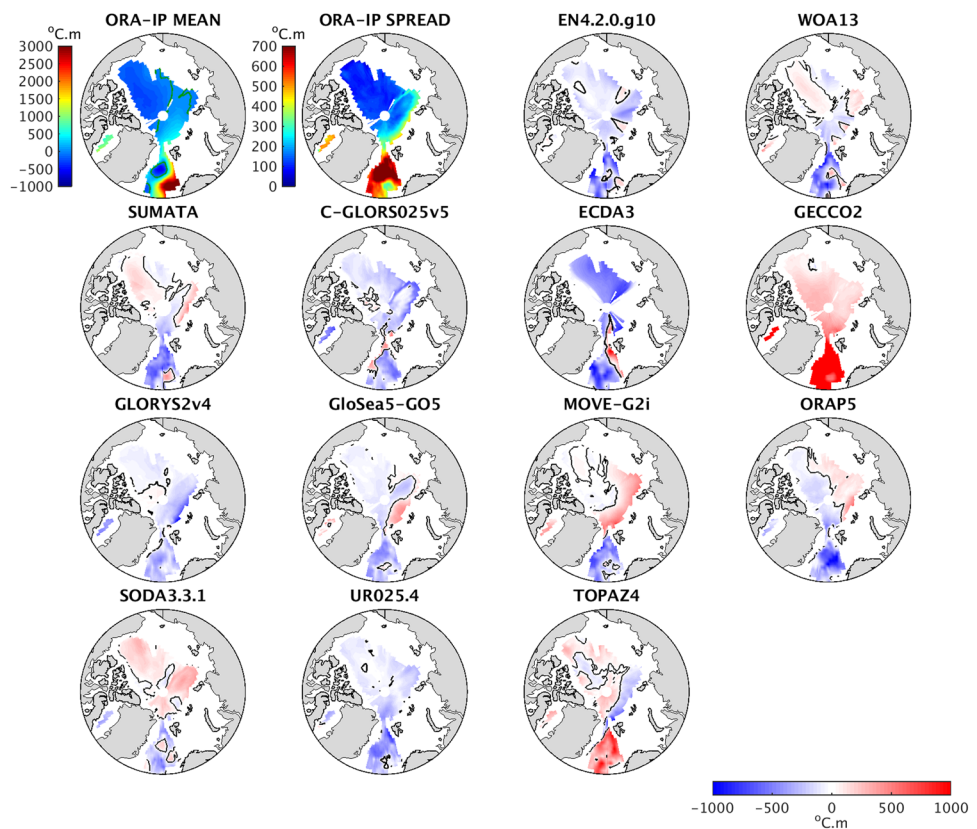 ORA-IP MEAN
ORA-IP SPREAD
EN4.2.0.g10
WOA13
°C.m
3000
2500
2000
1500
1000
500
0
−500
−1000
°C.m
700
600
500
400
300
200
100
0
SUMATA
C-GLORS025v5
ECDA3
GECCO2
GLORYS2v4
GloSea5-GO5
MOVE-G2i
ORAP5
SODA3.3.1
UR025.4
TOPAZ4
−1000 −500 0 500 1000
°C.m